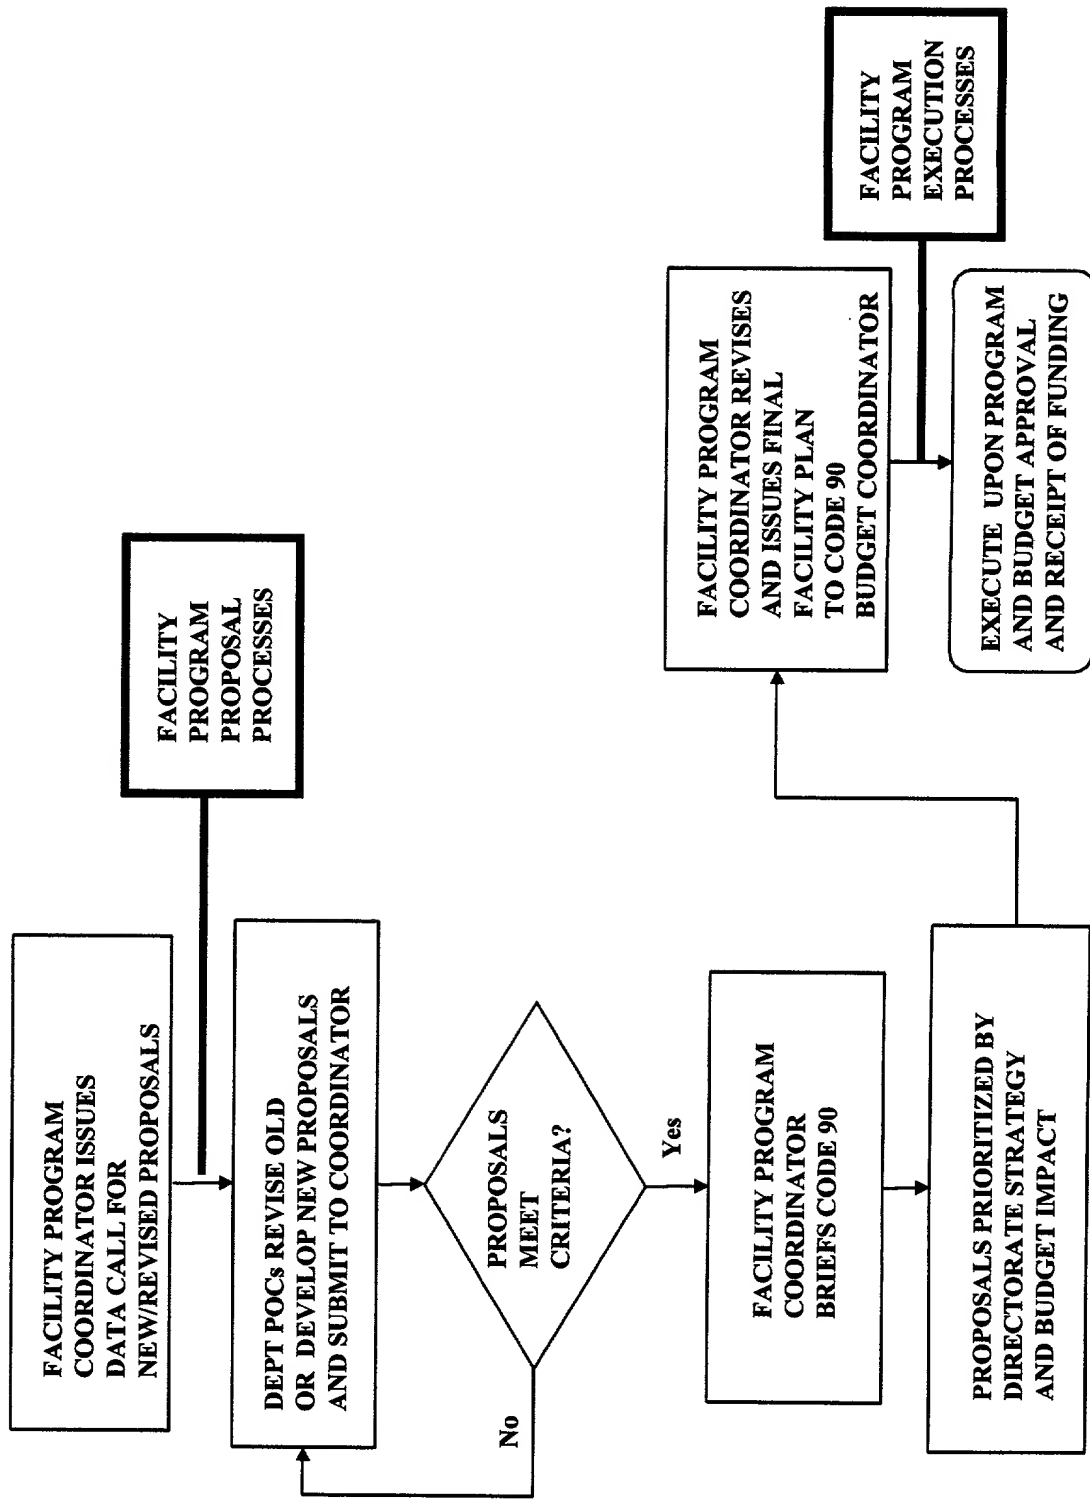 FACILITY PROGRAM
COORDINATOR ISSUES
DATA CALL FOR
NEW/REVISED PROPOSALS
FACILITY
PROGRAM
PROPOSAL
PROCESSES
DEPT POCs REVISE OLD
OR DEVELOP NEW PROPOSALS
AND SUBMIT TO COORDINATOR
No
PROPOSALS
MEET
CRITERIA?
Yes
FACILITY PROGRAM
COORDINATOR
BRIEFS CODE 90
PROPOSALS PRIORITIZED BY
DIRECTORATE STRATEGY
AND BUDGET IMPACT
FACILITY PROGRAM
COORDINATOR REVISES
AND ISSUES FINAL
FACILITY PLAN
TO CODE 90
BUDGET COORDINATOR
FACILITY
PROGRAM
EXECUTION
PROCESSES
EXECUTE UPON PROGRAM
AND BUDGET APPROVAL
AND RECEIPT OF FUNDING